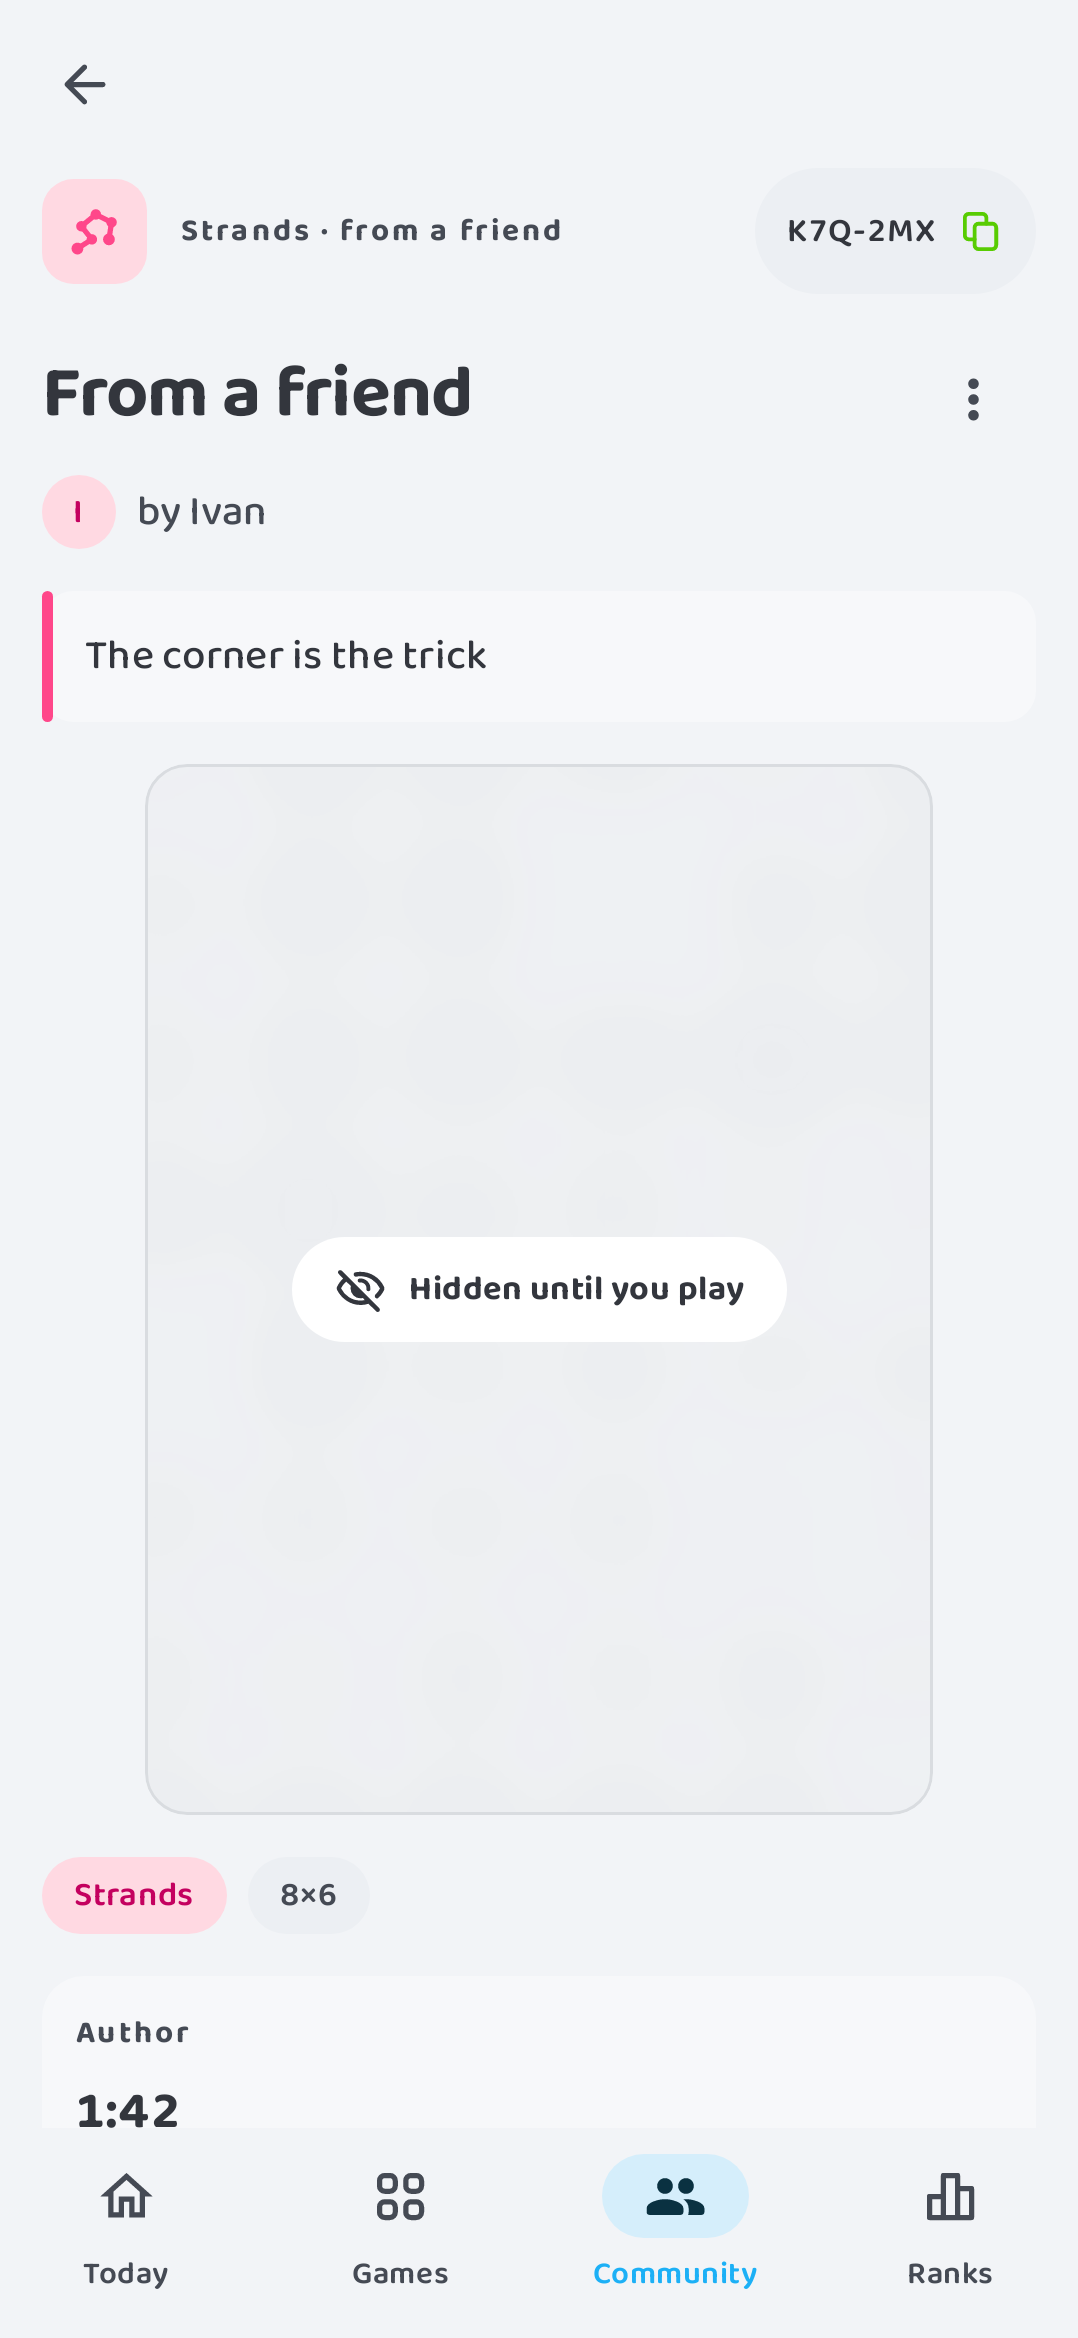 Strands · from a friend
K7Q-2MX
From a friend
I
by Ivan
The corner is the trick
Hidden until you play
Strands
8×6
Author
1:42
Today
Games
Community
Ranks